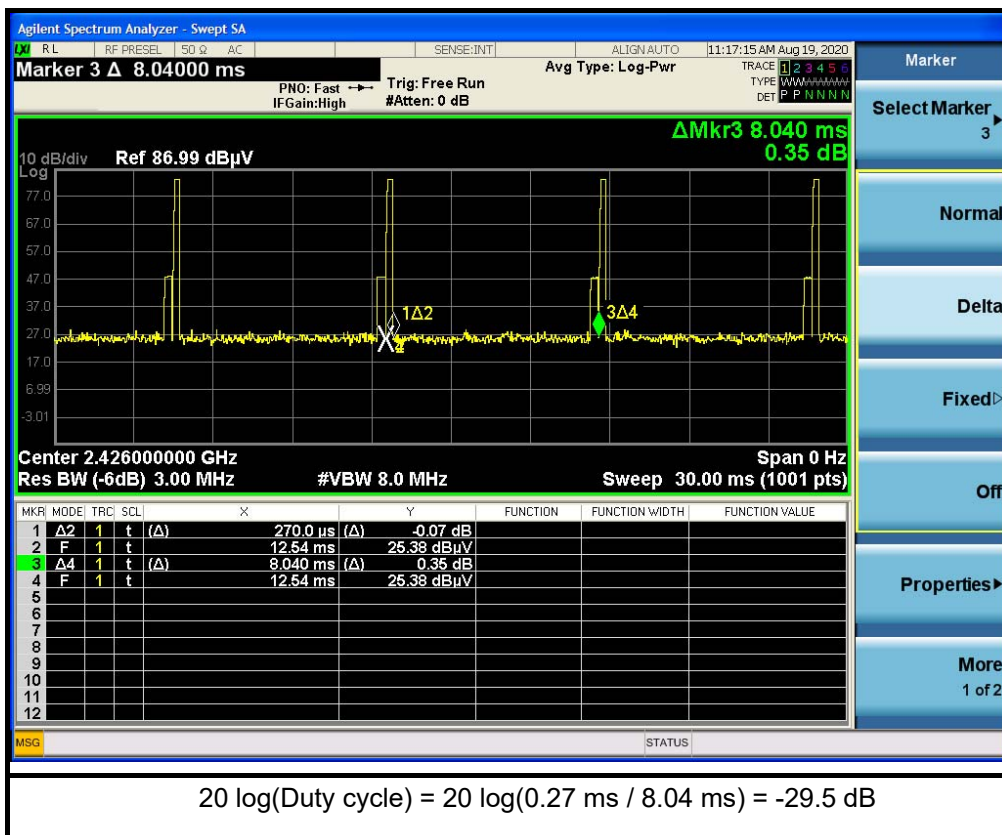 Agilent Spectrum Analyzer - Swept SA
LXI RL RF PRESEL 50 Ω AC SENSE:INT ALIGN AUTO 11:17:15 AM Aug 19, 2020
Marker 3 Δ 8.04000 ms
PNO: Fast
IFGain:High
Trig: Free Run
#Atten: 0 dB
Avg Type: Log-Pwr
TRACE 1 2 3 4 5 6
TYPE
DET P P N N N N
ΔMkr3 8.040 ms
0.35 dB
10 dB/div Ref 86.99 dBµV
Log
77.0
67.0
57.0
47.0
37.0
27.0
17.0
6.99
-3.01
1Δ2
3Δ4
Center 2.426000000 GHz Span 0 Hz
Res BW (-6dB) 3.00 MHz #VBW 8.0 MHz Sweep 30.00 ms (1001 pts)
MKR MODE TRC SCL X Y FUNCTION FUNCTION WIDTH FUNCTION VALUE
1 Δ2 1 t (Δ) 270.0 µs (Δ) -0.07 dB
2 F 1 t 12.54 ms 25.38 dBµV
3 Δ4 1 t (Δ) 8.040 ms (Δ) 0.35 dB
4 F 1 t 12.54 ms 25.38 dBµV
5
6
7
8
9
10
11
12
MSG STATUS
Marker
Select Marker
3
Normal
Delta
Fixed
Off
Properties
More
1 of 2
20 log(Duty cycle) = 20 log(0.27 ms / 8.04 ms) = -29.5 dB